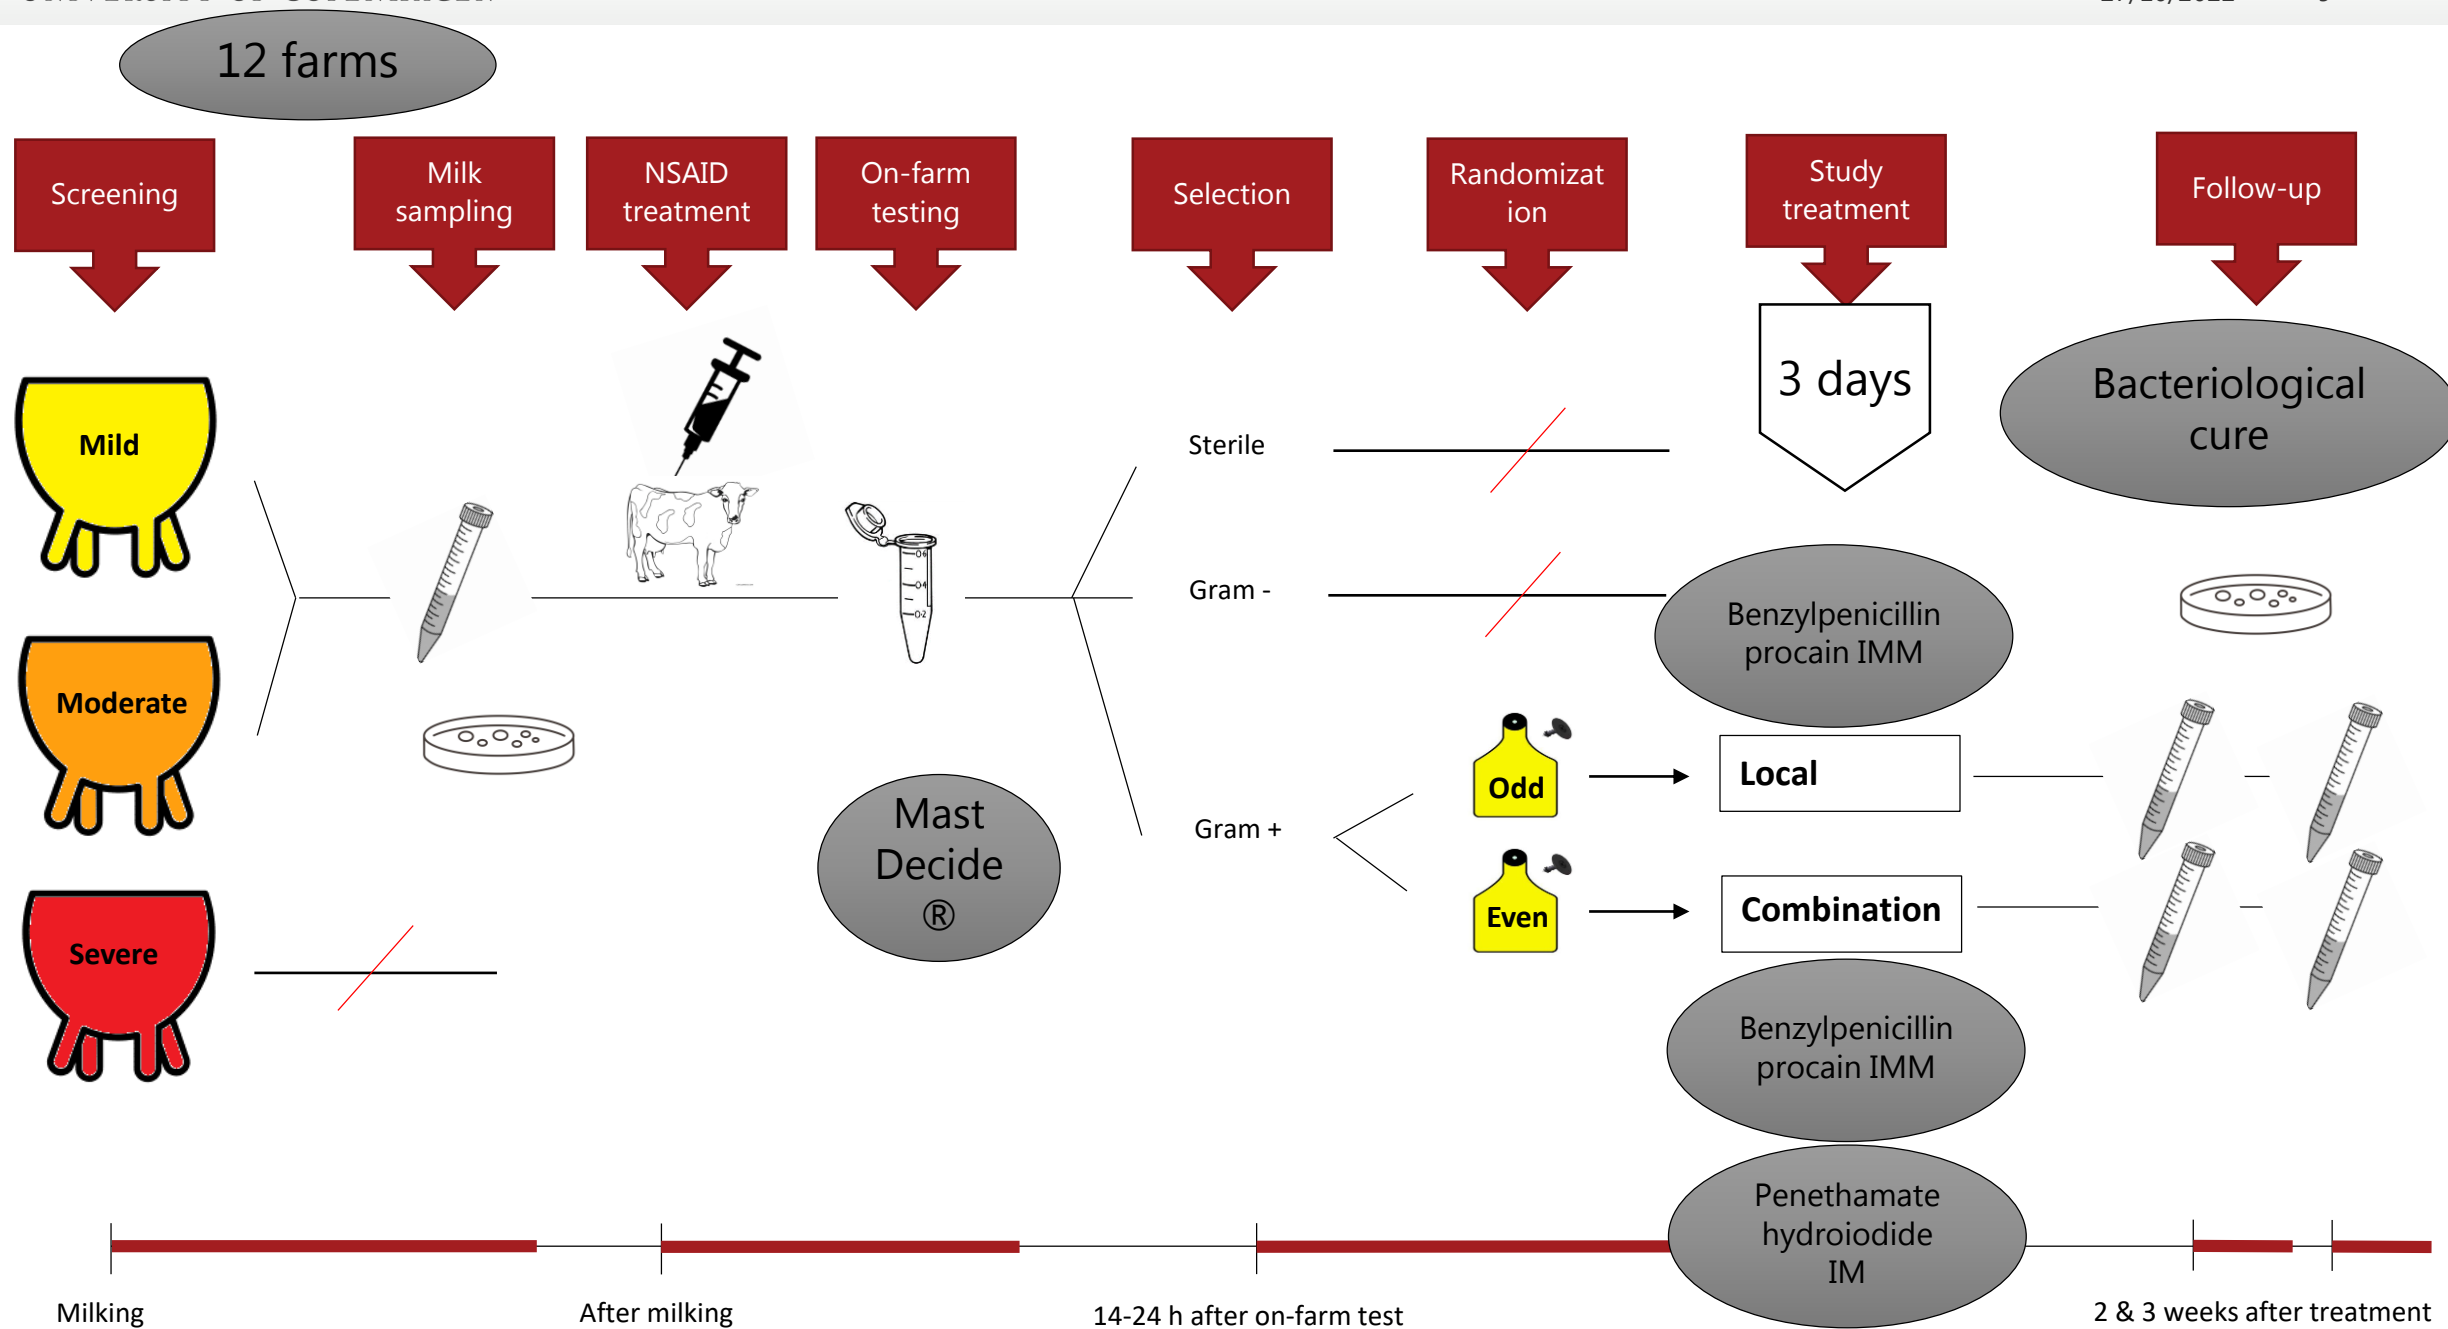 12 farms
Screening
Milk
sampling
NSAID
treatment
On-farm
testing
Selection
Randomizat
ion
Study
treatment
Follow-up
Mild
Moderate
Severe
Mast
Decide
®
Sterile
Gram -
Gram +
Odd
Even
3 days
Benzylpenicillin
procain IMM
Local
Combination
Benzylpenicillin
procain IMM
Penethamate
hydroiodide
IM
Bacteriological
cure
Milking
After milking
14-24 h after on-farm test
2 & 3 weeks after treatment